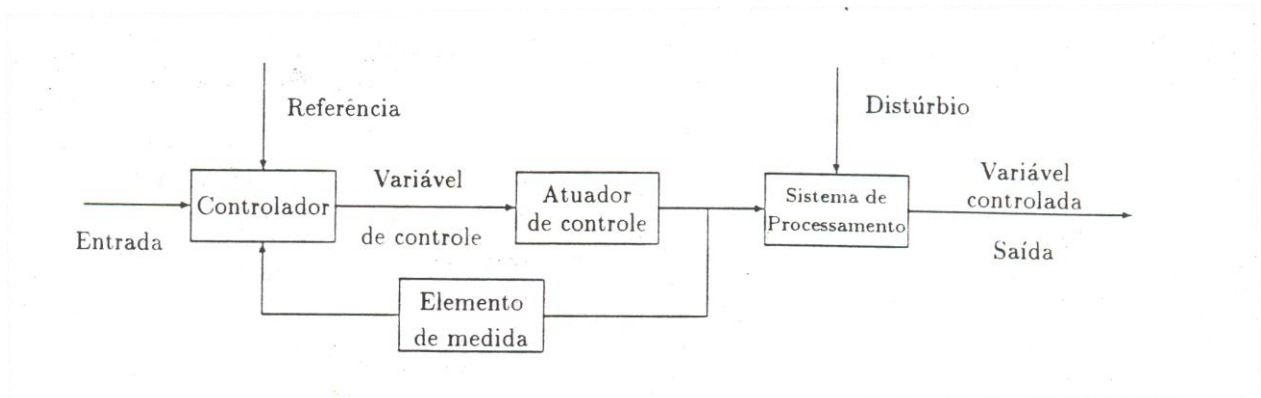 Referência
Distúrbio
Variável
controlada
Variável
Atuador
de controle
Sistema de
Processamento
Controlador
Entrada
de controle
Saída
Elemento
de medida